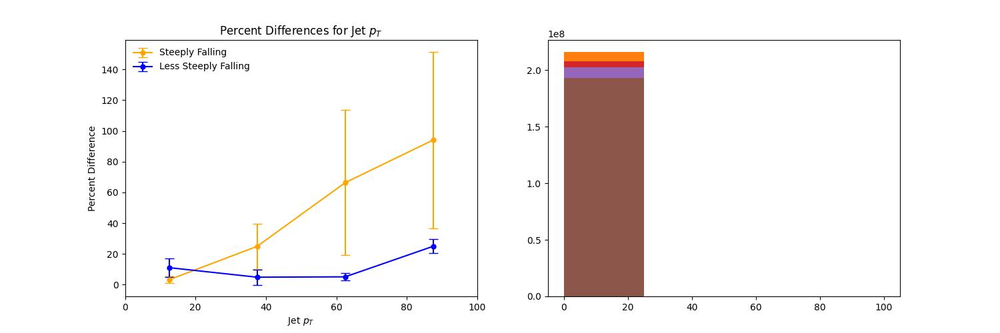 Percent Differences for Jet p_T
Steeply Falling
Less Steeply Falling
Percent Difference
140
120
100
80
60
40
20
0
0 20 40 60 80 100
Jet p_T
1e8
2.0
1.5
1.0
0.5
0.0
0 20 40 60 80 100